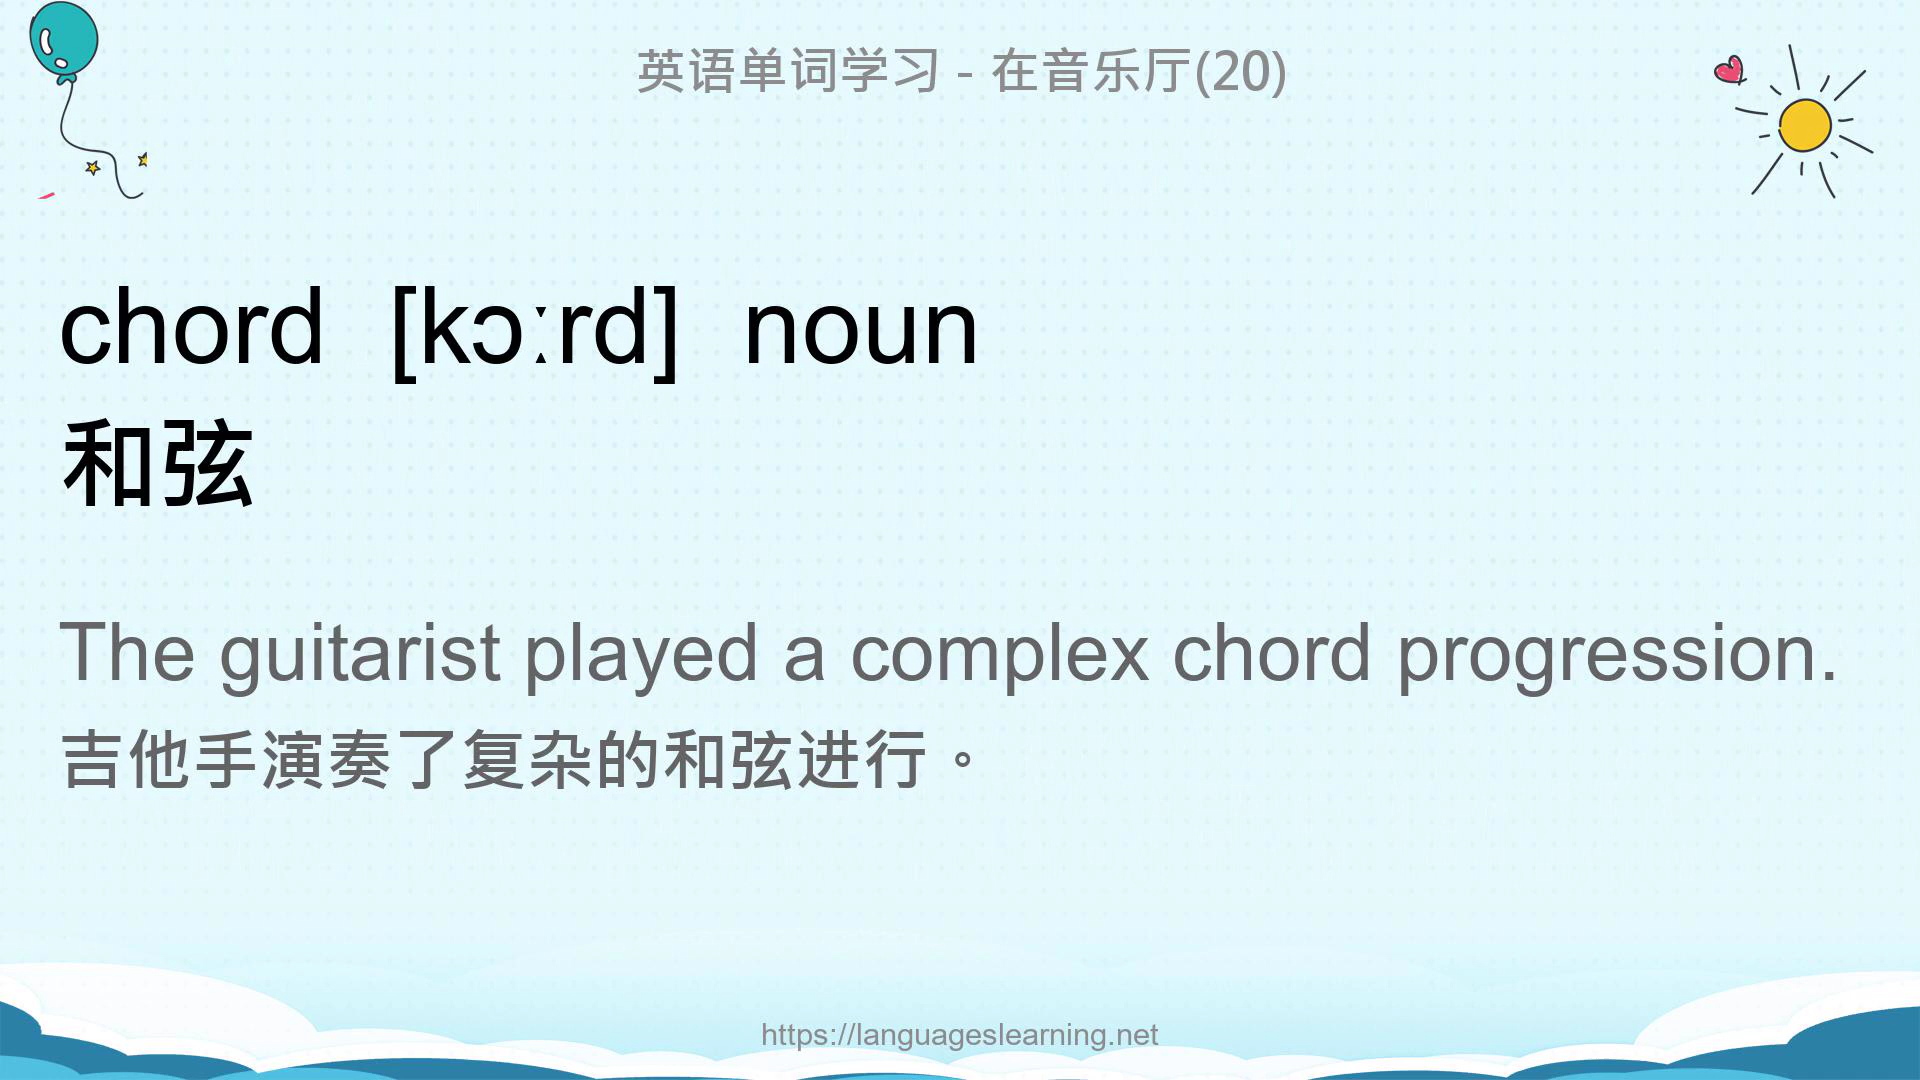 英语单词学习 - 在音乐厅(20)
chord [kɔːrd] noun
和弦
The guitarist played a complex chord progression.
吉他手演奏了复杂的和弦进行。
https://languageslearning.net